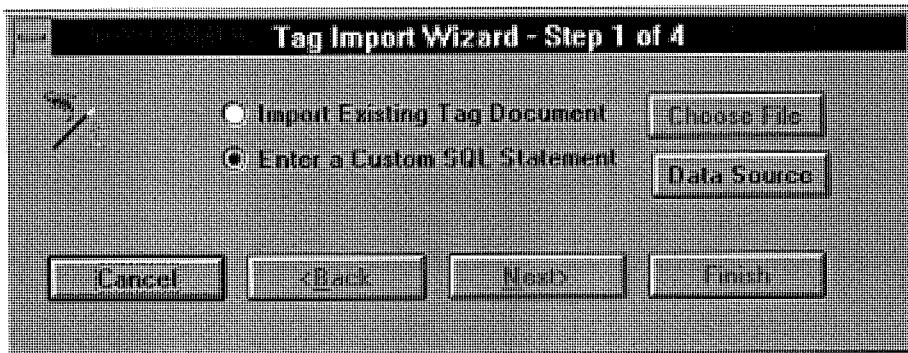 Tag Import Wizard - Step 1 of 4
Import Existing Tag Document
Choose File
Enter a Custom SQL Statement
Data Source
Cancel
<Back
Next>
Finish